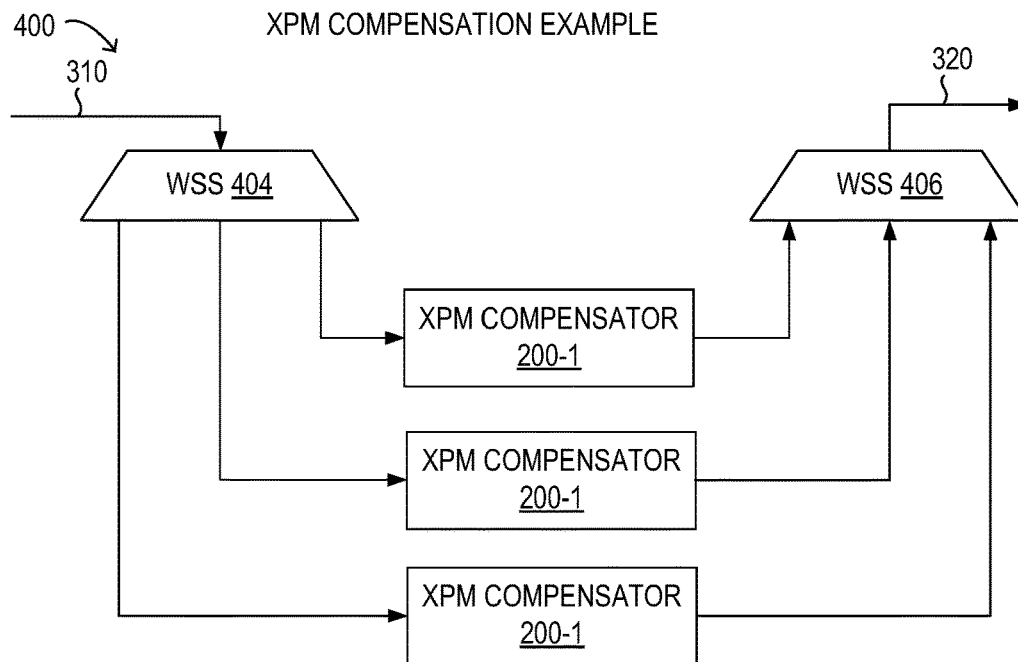 XPM COMPENSATION EXAMPLE
400
310
320
WSS 404
WSS 406
XPM COMPENSATOR
200-1
XPM COMPENSATOR
200-1
XPM COMPENSATOR
200-1